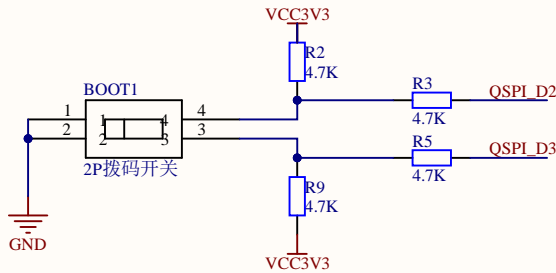 VCC3V3
R2
4.7K
R3
4.7K
QSPI_D2
BOOT1
1
2
1
2
4
3
4
3
2P拨码开关
R5
4.7K
QSPI_D3
R9
4.7K
GND
VCC3V3